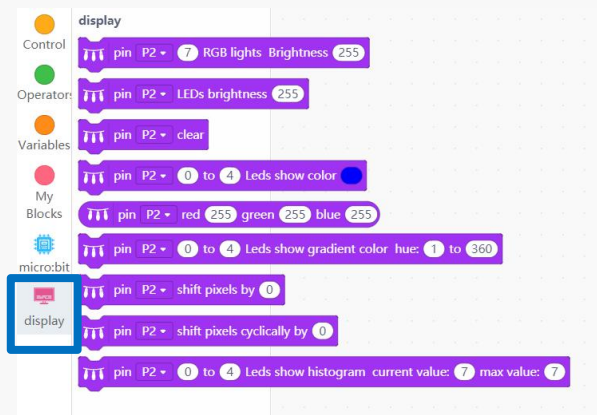 display
Control
Operators
Variables
My
Blocks
micro:bit
display
pin P2 7 RGB lights Brightness 255
pin P2 LEDs brightness 255
pin P2 clear
pin P2 0 to 4 Leds show color
pin P2 red 255 green 255 blue 255
pin P2 0 to 4 Leds show gradient color hue: 1 to 360
pin P2 shift pixels by 0
pin P2 shift pixels cyclically by 0
pin P2 0 to 4 Leds show histogram current value: 7 max value: 7